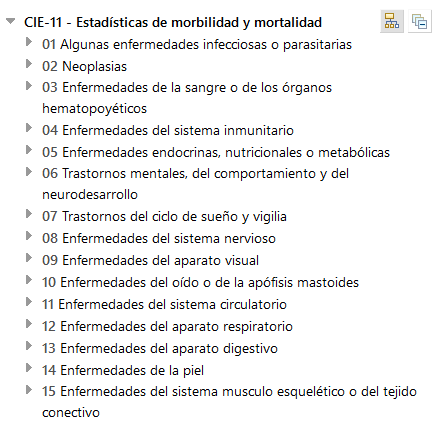 CIE-11 - Estadísticas de morbilidad y mortalidad
01 Algunas enfermedades infecciosas o parasitarias
02 Neoplasias
03 Enfermedades de la sangre o de los órganos
hematopoyéticos
04 Enfermedades del sistema inmunitario
05 Enfermedades endocrinas, nutricionales o metabólicas
06 Trastornos mentales, del comportamiento y del
neurodesarrollo
07 Trastornos del ciclo de sueño y vigilia
08 Enfermedades del sistema nervioso
09 Enfermedades del aparato visual
10 Enfermedades del oído o de la apófisis mastoides
11 Enfermedades del sistema circulatorio
12 Enfermedades del aparato respiratorio
13 Enfermedades del aparato digestivo
14 Enfermedades de la piel
15 Enfermedades del sistema musculo esquelético o del tejido
conectivo